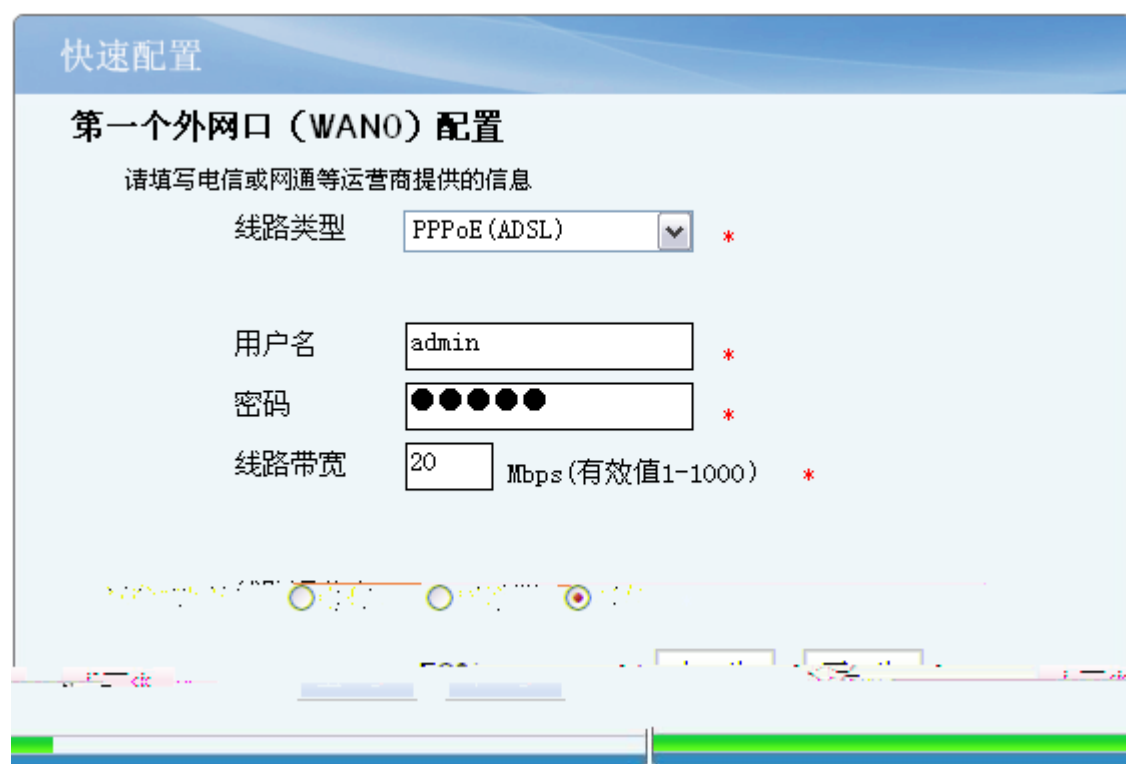 快速配置
第一个外网口（WAN0）配置
请填写电信或网通等运营商提供的信息
线路类型 PPPoE(ADSL) *
用户名 admin *
密码 ●●●●● *
线路带宽 20 Mbps(有效值1-1000) *